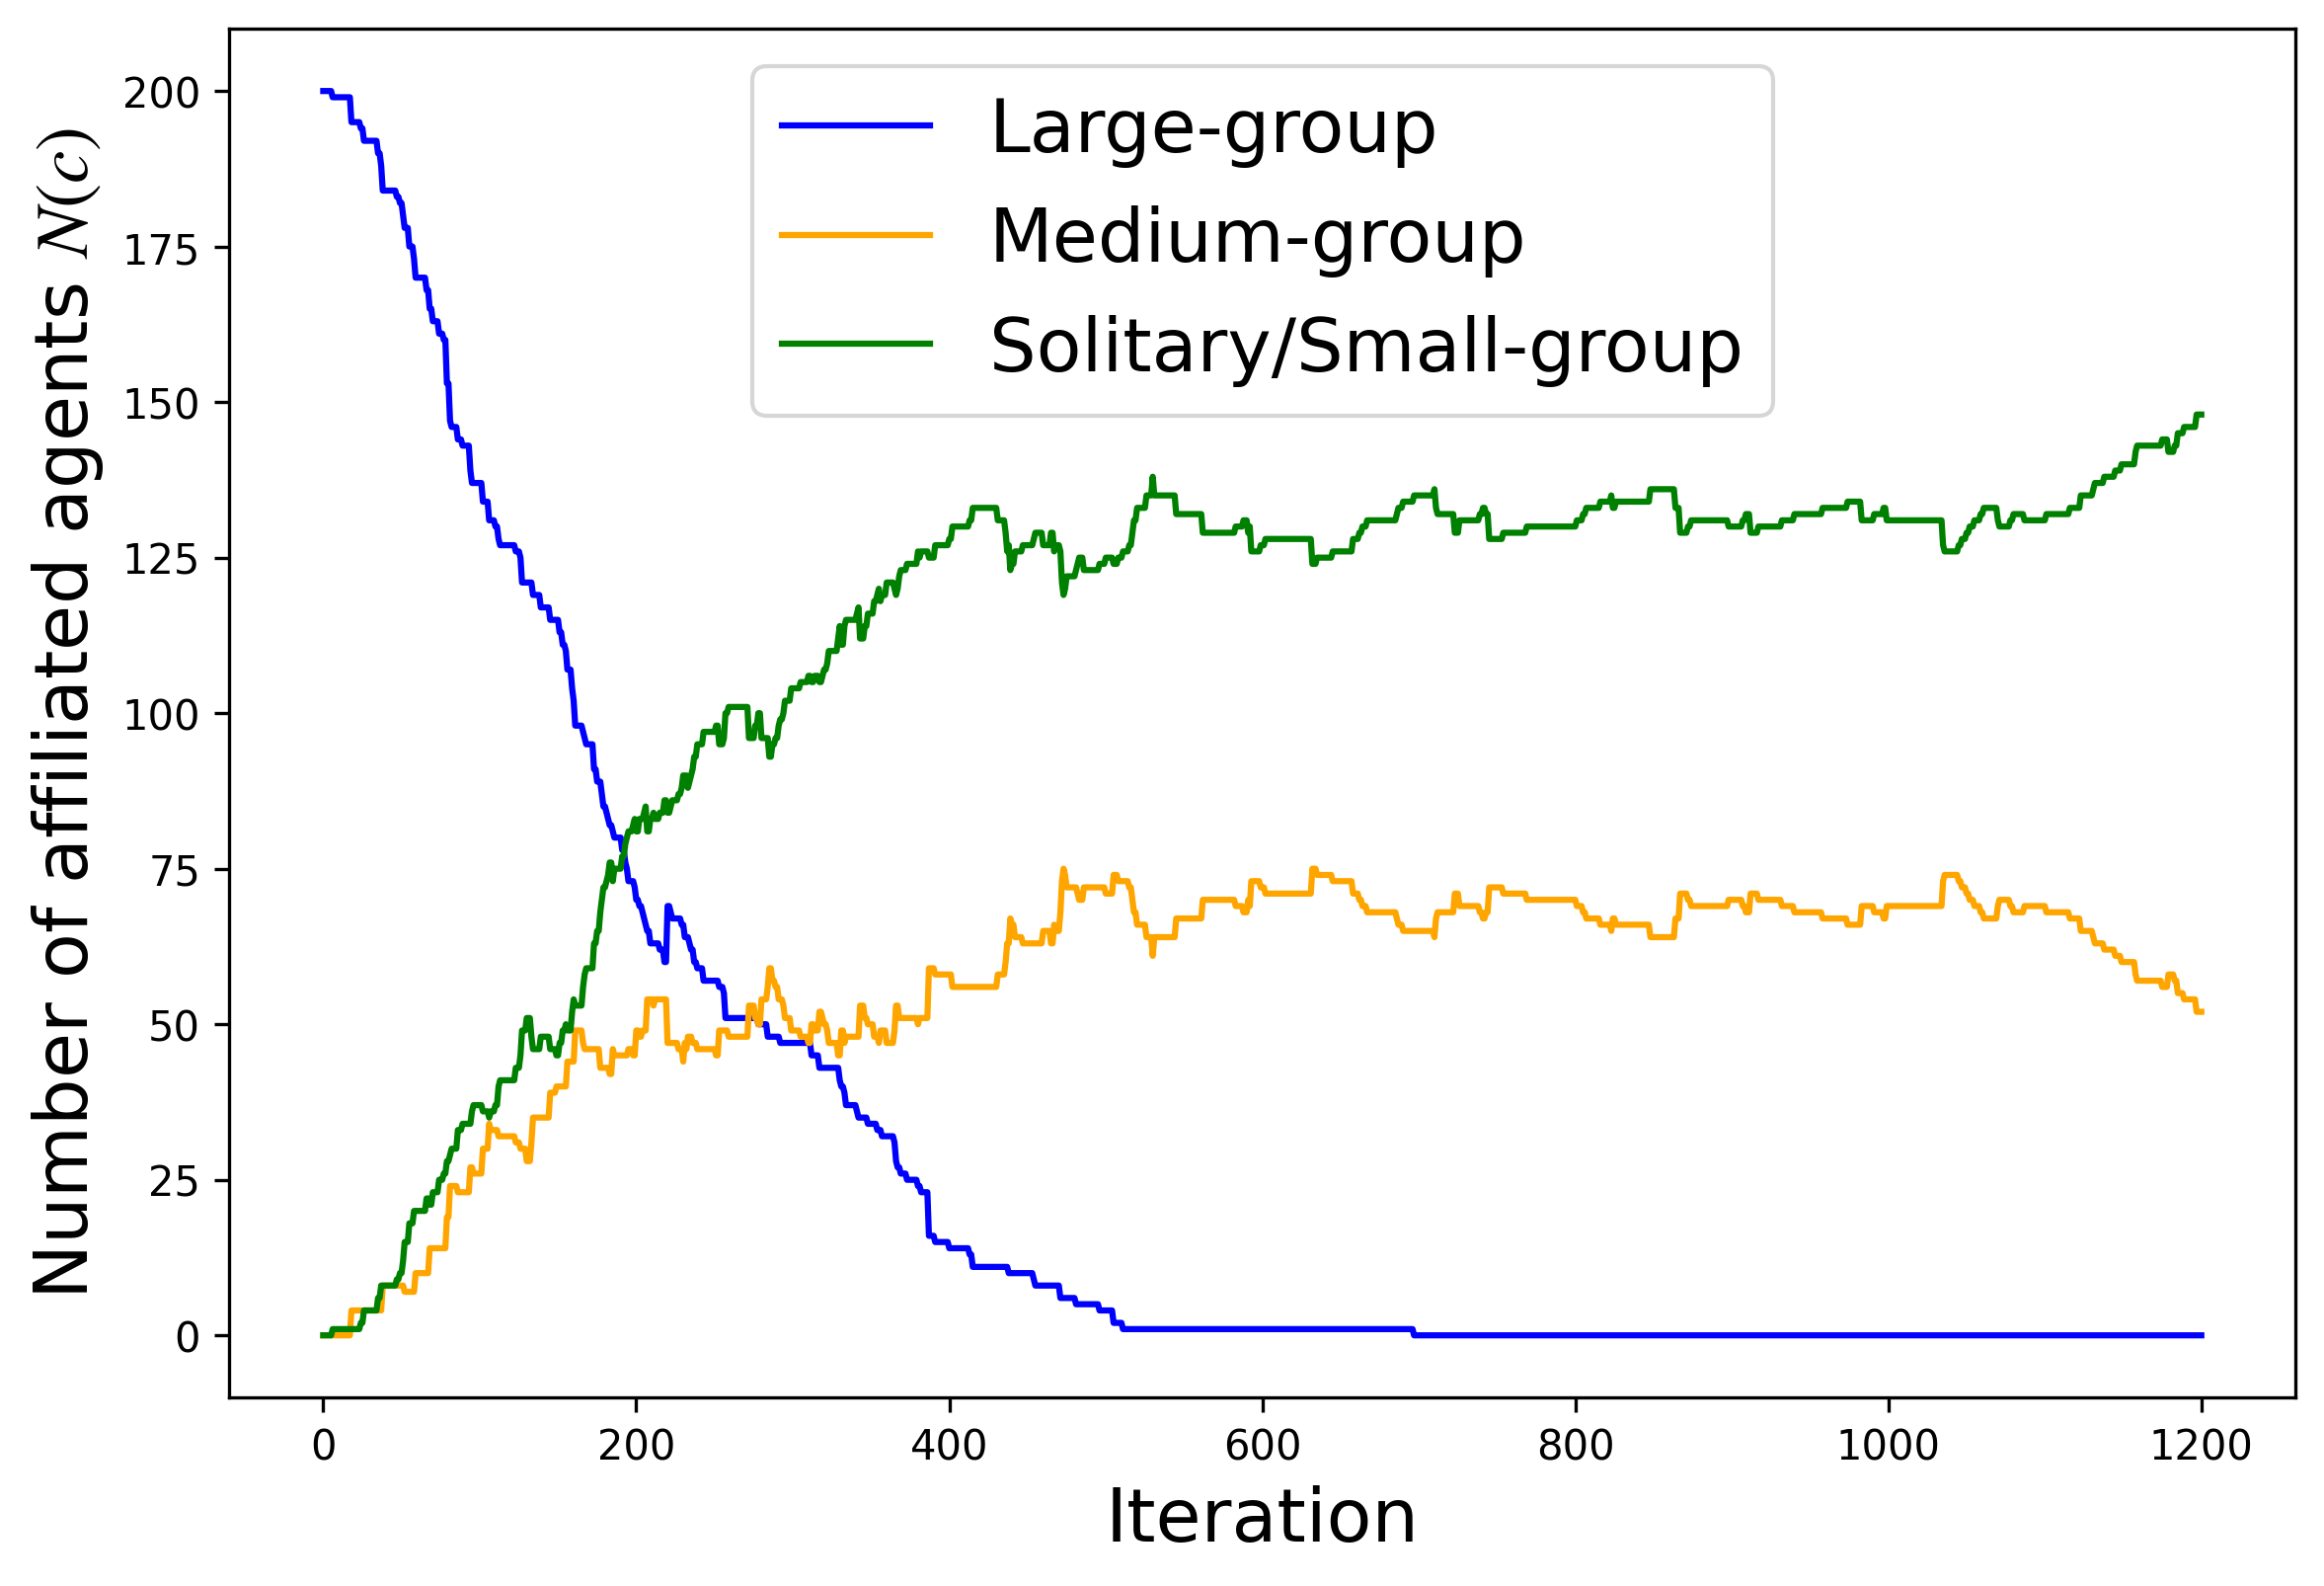 Number of affiliated agents N(c)
200
175
150
125
100
75
50
25
0
Large-group
Medium-group
Solitary/Small-group
0 200 400 600 800 1000 1200
Iteration